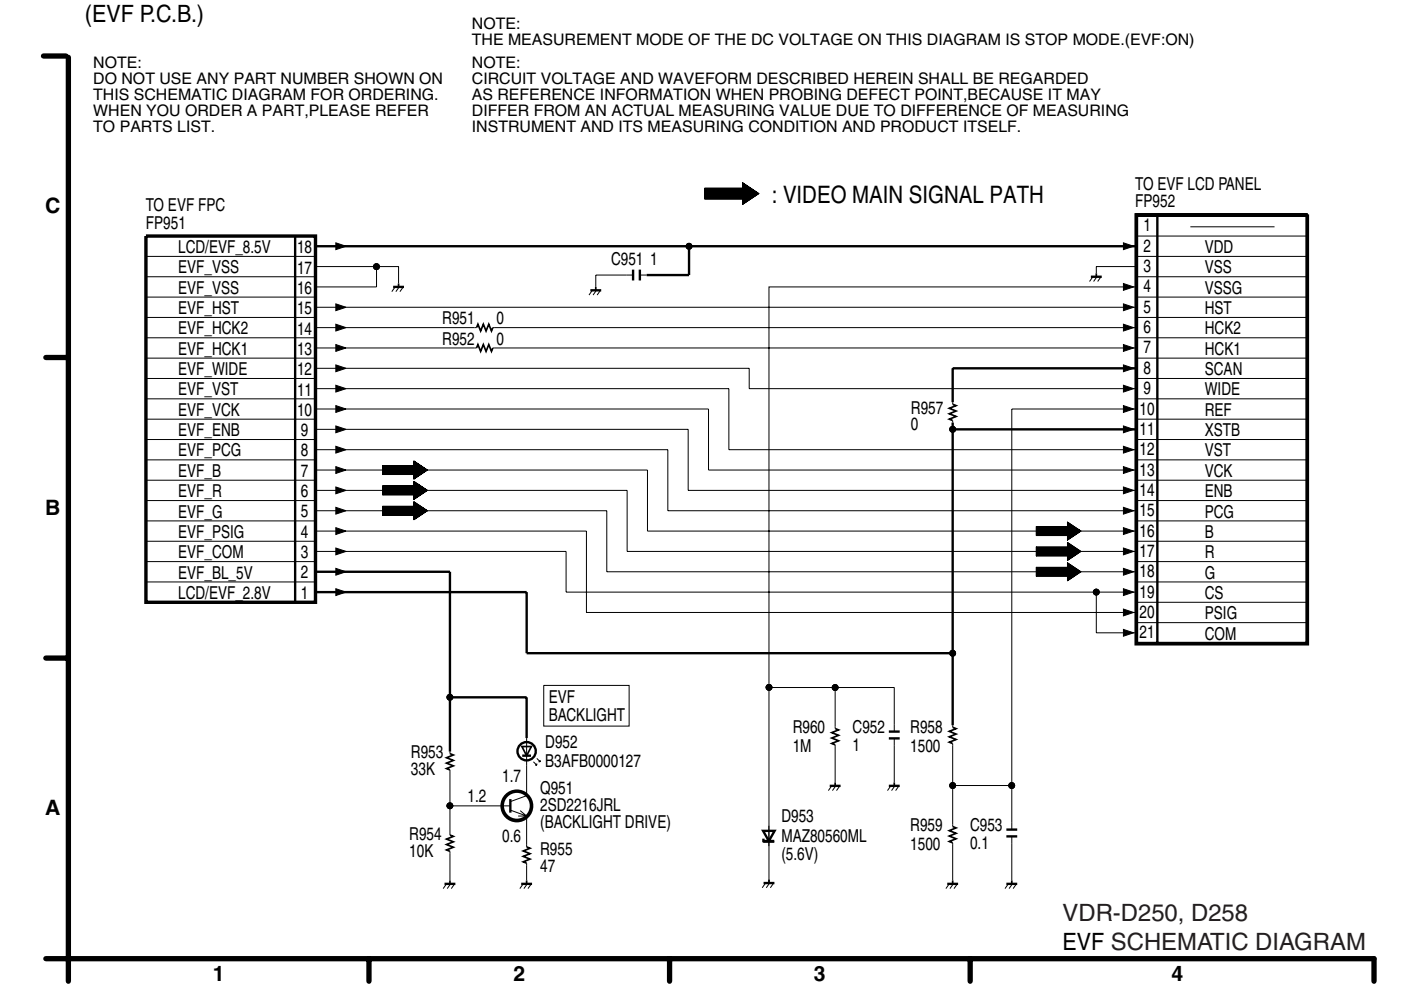 (EVF P.C.B.)
NOTE:
DO NOT USE ANY PART NUMBER SHOWN ON
THIS SCHEMATIC DIAGRAM FOR ORDERING.
WHEN YOU ORDER A PART,PLEASE REFER
TO PARTS LIST.
NOTE:
THE MEASUREMENT MODE OF THE DC VOLTAGE ON THIS DIAGRAM IS STOP MODE.(EVF:ON)
NOTE:
CIRCUIT VOLTAGE AND WAVEFORM DESCRIBED HEREIN SHALL BE REGARDED
AS REFERENCE INFORMATION WHEN PROBING DEFECT POINT,BECAUSE IT MAY
DIFFER FROM AN ACTUAL MEASURING VALUE DUE TO DIFFERENCE OF MEASURING
INSTRUMENT AND ITS MEASURING CONDITION AND PRODUCT ITSELF.
: VIDEO MAIN SIGNAL PATH
C
B
A
TO EVF FPC
FP951
LCD/EVF_8.5V 18
EVF_VSS 17
EVF_VSS 16
EVF_HST 15
EVF_HCK2 14
EVF_HCK1 13
EVF_WIDE 12
EVF_VST 11
EVF_VCK 10
EVF_ENB 9
EVF_PCG 8
EVF_B 7
EVF_R 6
EVF_G 5
EVF_PSIG 4
EVF_COM 3
EVF_BL_5V 2
LCD/EVF_2.8V 1
C951 1
R951 0
R952 0
R957
0
TO EVF LCD PANEL
FP952
1
2 VDD
3 VSS
4 VSSG
5 HST
6 HCK2
7 HCK1
8 SCAN
9 WIDE
10 REF
11 XSTB
12 VST
13 VCK
14 ENB
15 PCG
16 B
17 R
18 G
19 CS
20 PSIG
21 COM
EVF
BACKLIGHT
R953
33K
D952
B3AFB0000127
1.7
1.2
Q951
2SD2216JRL
(BACKLIGHT DRIVE)
0.6
R954
10K
R955
47
R960
1M
C952
1
R958
1500
D953
MAZ80560ML
(5.6V)
R959
1500
C953
0.1
VDR-D250, D258
EVF SCHEMATIC DIAGRAM
1
2
3
4